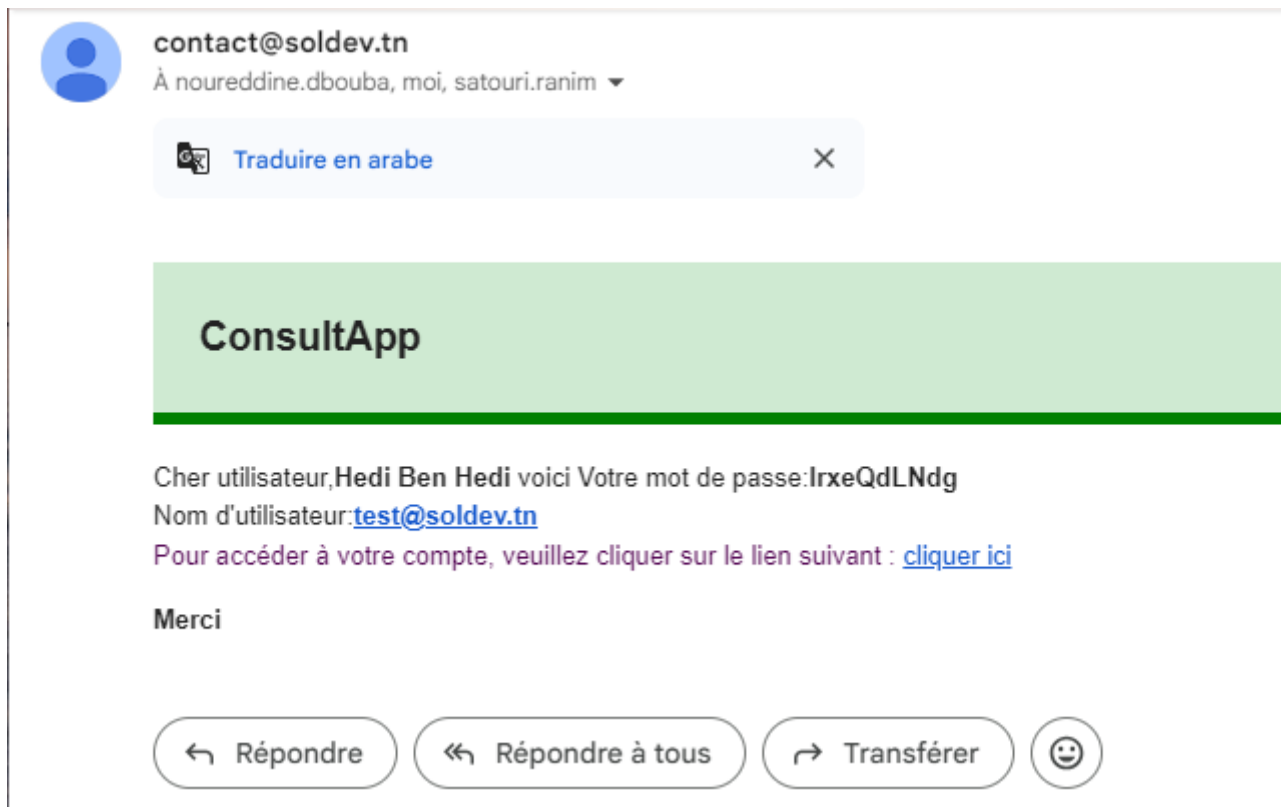 contact@soldev.tn
À noureddine.dbouba, moi, satouri.ranim
Traduire en arabe
ConsultApp
Cher utilisateur,Hedi Ben Hedi voici Votre mot de passe:IrxeQdLNdg
Nom d'utilisateur:test@soldev.tn
Pour accéder à votre compte, veuillez cliquer sur le lien suivant : cliquer ici
Merci
Répondre
Répondre à tous
Transférer